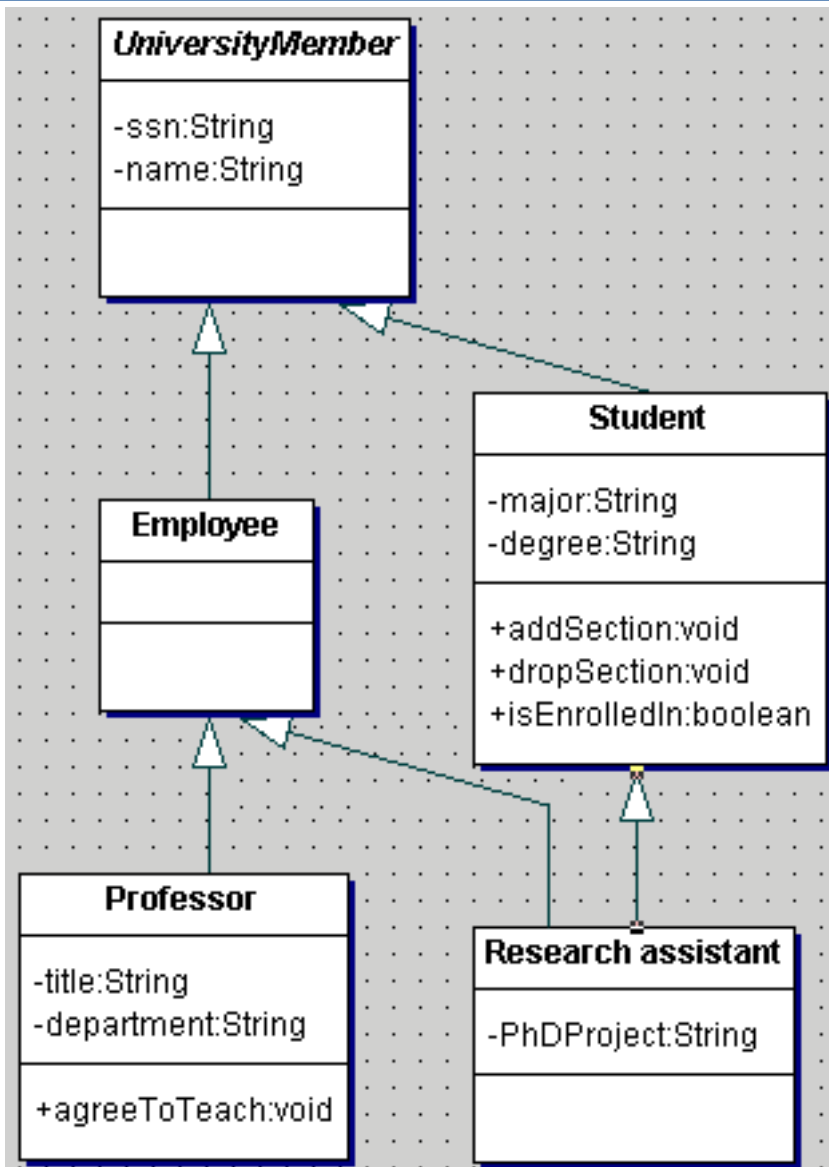 UniversityMember
-ssn:String
-name:String
Student
-major:String
-degree:String
+addSection:void
+dropSection:void
+isEnrolledIn:boolean
Employee
Professor
-title:String
-department:String
+agreeToTeach:void
Research assistant
-PhDProject:String